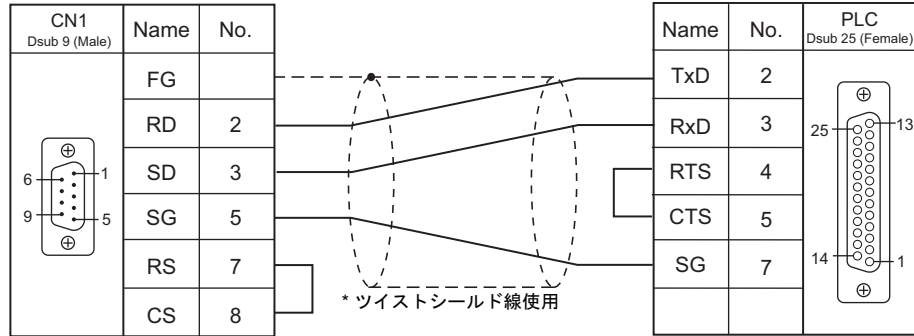 CN1
Dsub 9 (Male)
Name No.
FG
RD 2
SD 3
SG 5
RS 7
CS 8
6 1
9 5
* ツイストシールド線使用
Name No.
PLC
Dsub 25 (Female)
TxD 2
RxD 3
RTS 4
CTS 5
SG 7
25 13
14 1